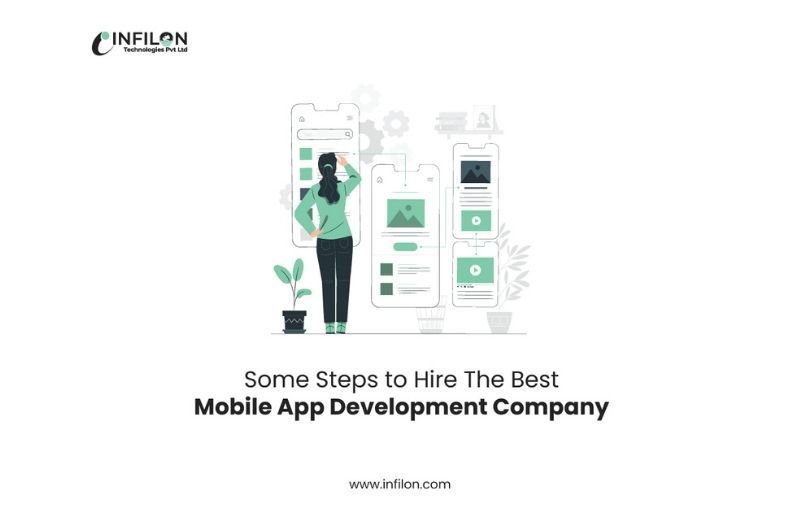 INFILON
Technologies Pvt Ltd
Some Steps to Hire The Best
Mobile App Development Company
www.infilon.com